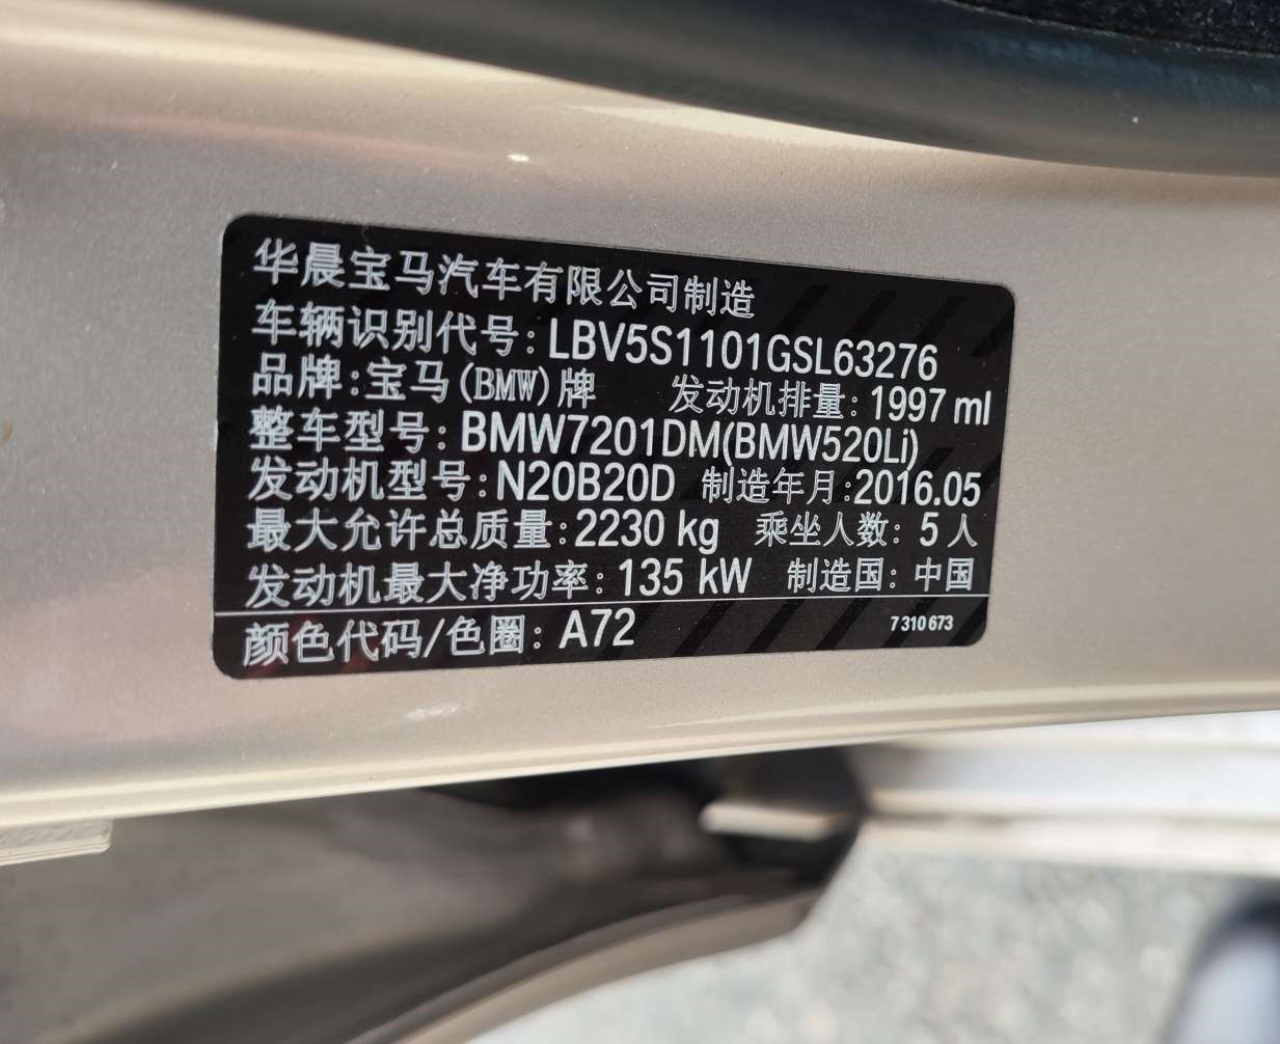 华晨宝马汽车有限公司制造
车辆识别代号:LBV5S1101GSL63276
品牌:宝马(BMW)牌 发动机排量:1997 ml
整车型号:BMW7201DM(BMW520Li)
发动机型号:N20B20D 制造年月:2016.05
最大允许总质量:2230 kg 乘坐人数: 5 人
发动机最大净功率: 135 kW 制造国: 中国
颜色代码/色圈: A72 7 310 673